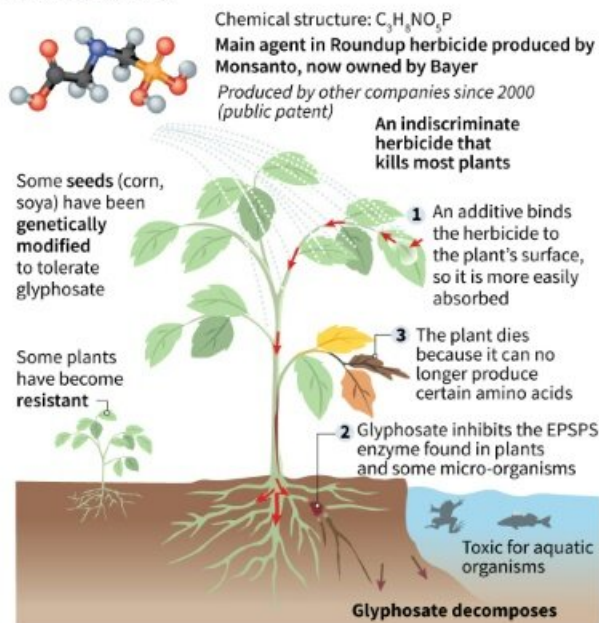 Chemical structure: C₃H₈NO₅P
Main agent in Roundup herbicide produced by
Monsanto, now owned by Bayer
Produced by other companies since 2000
(public patent)
An indiscriminate
herbicide that
kills most plants
Some seeds (corn,
soya) have been
genetically
modified
to tolerate
glyphosate
1 An additive binds
the herbicide to
the plant's surface,
so it is more easily
absorbed
3 The plant dies
because it can no
longer produce
certain amino acids
Some plants
have become
resistant
2 Glyphosate inhibits the EPSPS
enzyme found in plants
and some micro-organisms
Toxic for aquatic
organisms
Glyphosate decomposes